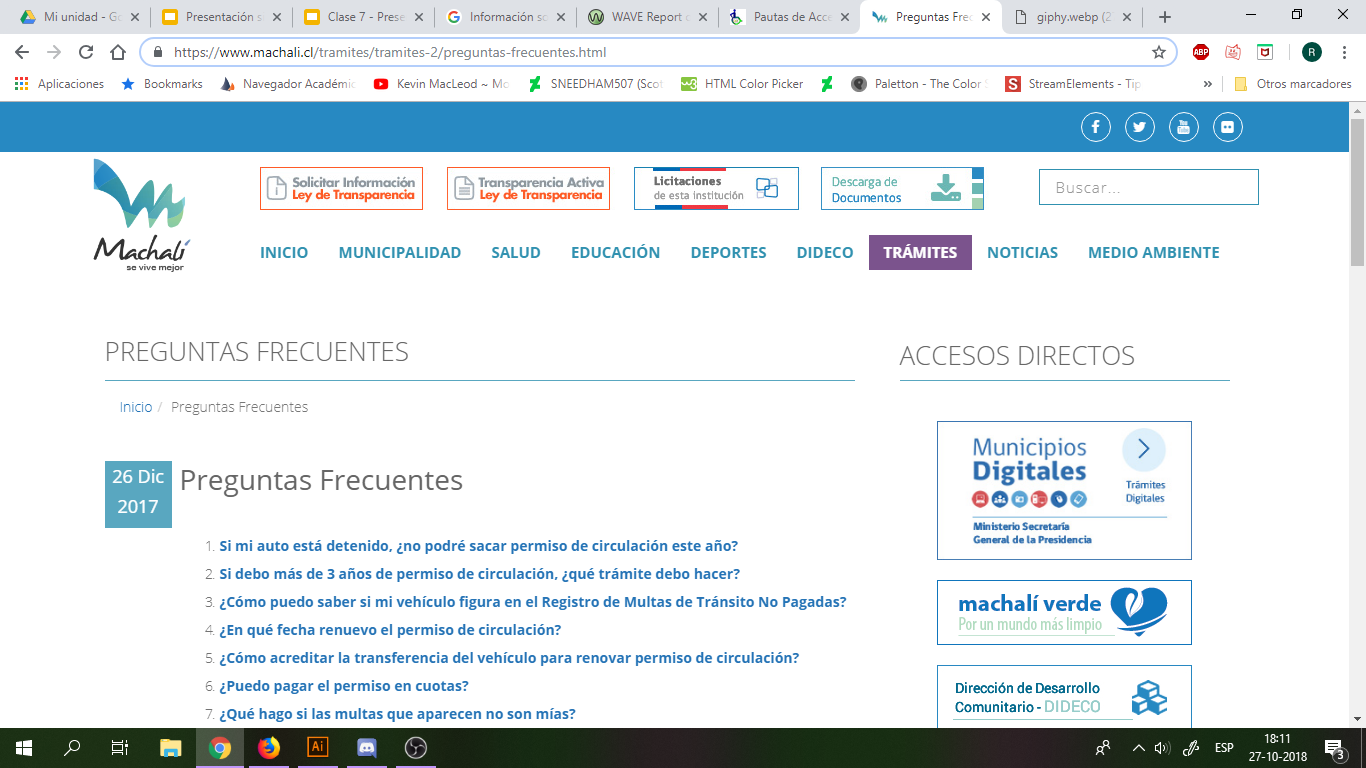 Mi unidad - Go
Presentación s
Clase 7 - Prese
Información so
WAVE Report o
Pautas de Acce
Preguntas Frec
giphy.webp (2
https://www.machali.cl/tramites/tramites-2/preguntas-frecuentes.html
ABP
R
Aplicaciones
Bookmarks
Navegador Académic
Kevin MacLeod ~ Mo
SNEEDHAM507 (Scot
HTML Color Picker
Paletton - The Color S
StreamElements - Tip
»
Otros marcadores
Solicitar Información
Ley de Transparencia
Transparencia Activa
Ley de Transparencia
Licitaciones
de esta institución
Descarga de
Documentos
Buscar...
Machalí
se vive mejor
INICIO
MUNICIPALIDAD
SALUD
EDUCACIÓN
DEPORTES
DIDECO
TRÁMITES
NOTICIAS
MEDIO AMBIENTE
PREGUNTAS FRECUENTES
Inicio / Preguntas Frecuentes
26 Dic
2017
Preguntas Frecuentes
1. Si mi auto está detenido, ¿no podré sacar permiso de circulación este año?
2. Si debo más de 3 años de permiso de circulación, ¿qué trámite debo hacer?
3. ¿Cómo puedo saber si mi vehículo figura en el Registro de Multas de Tránsito No Pagadas?
4. ¿En qué fecha renuevo el permiso de circulación?
5. ¿Cómo acreditar la transferencia del vehículo para renovar permiso de circulación?
6. ¿Puedo pagar el permiso en cuotas?
7. ¿Qué hago si las multas que aparecen no son mías?
ACCESOS DIRECTOS
Municipios
Digitales
Trámites
Digitales
Ministerio Secretaría
General de la Presidencia
machalí verde
Por un mundo más limpio
Dirección de Desarrollo
Comunitario - DIDECO
Ai
ESP
18:11
27-10-2018
3